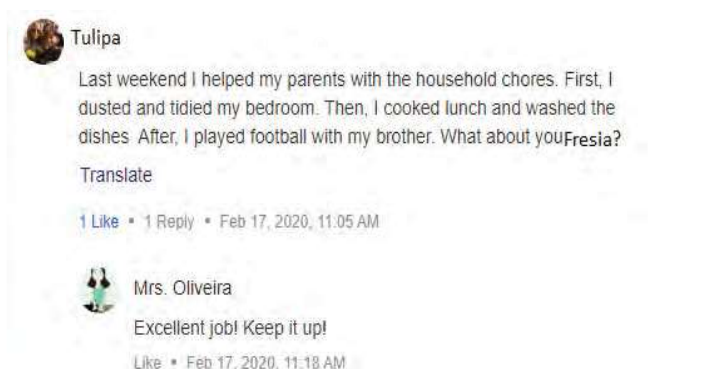 Tulipa
Last weekend I helped my parents with the household chores. First, I
dusted and tidied my bedroom. Then, I cooked lunch and washed the
dishes After, I played football with my brother. What about youFresia?
Translate
1 Like • 1 Reply • Feb 17, 2020, 11:05 AM
Mrs. Oliveira
Excellent job! Keep it up!
Like • Feb 17, 2020, 11:18 AM